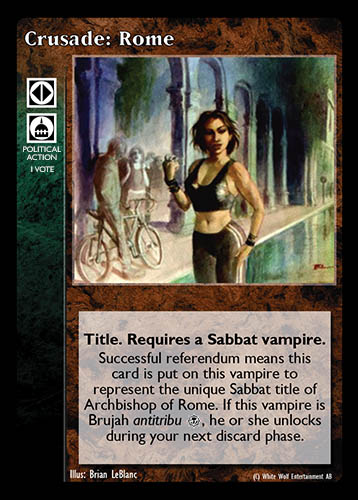 Crusade: Rome
POLITICAL
ACTION
1 VOTE
Title. Requires a Sabbat vampire.
Successful referendum means this
card is put on this vampire to
represent the unique Sabbat title of
Archbishop of Rome. If this vampire is
Brujah antitribu , he or she unlocks
during your next discard phase.
Illus: Brian LeBlanc
(C) White Wolf Entertainment AB